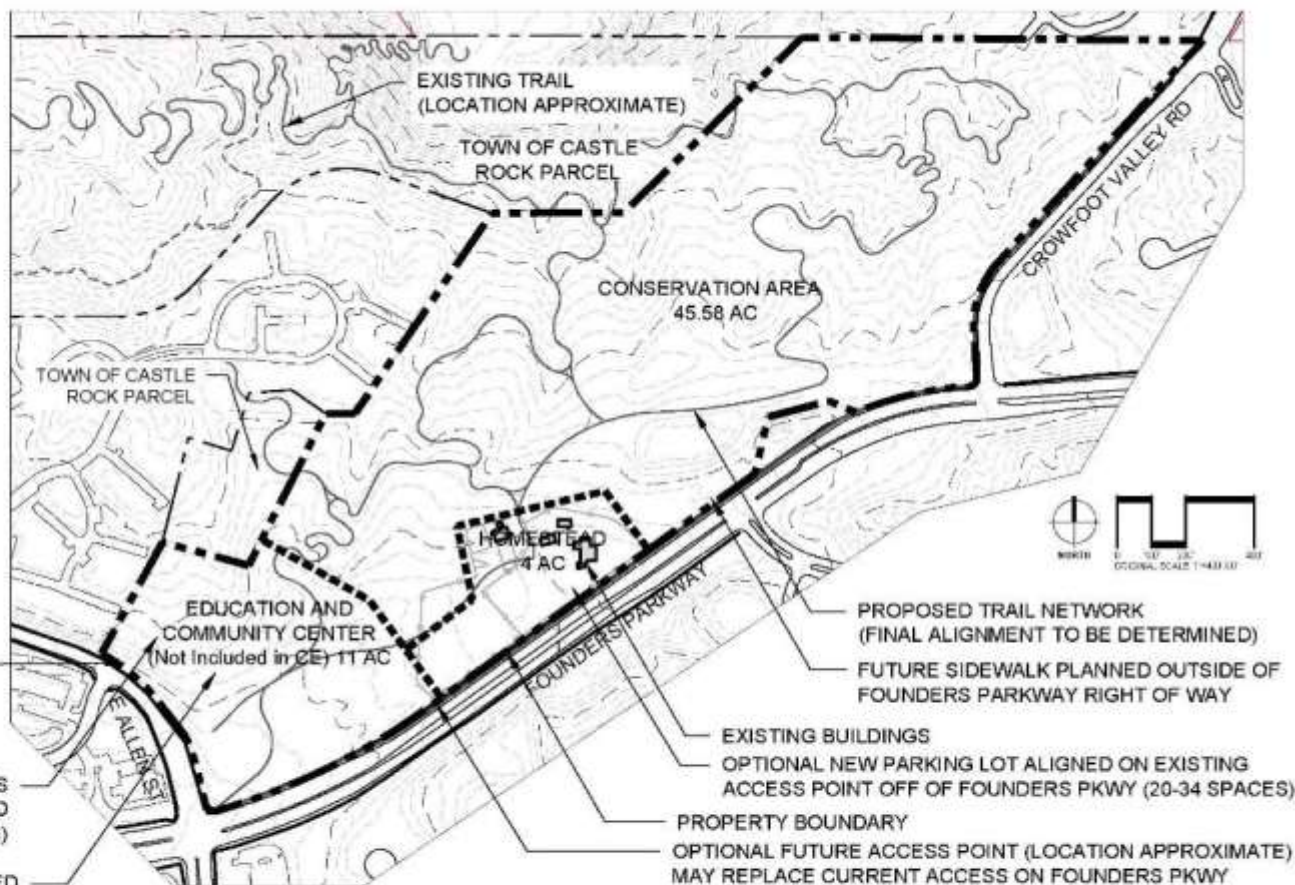 EXISTING TRAIL
(LOCATION APPROXIMATE)
TOWN OF CASTLE
ROCK PARCEL
CROWFOOT VALLEY RD
CONSERVATION AREA
45.58 AC
TOWN OF CASTLE
ROCK PARCEL
HOMESTEAD
4 AC
NORTH
EDUCATION AND
COMMUNITY CENTER
(Not Included in CE) 11 AC
FOUNDERS PARKWAY
E ALLEN ST
PROPOSED TRAIL NETWORK
(FINAL ALIGNMENT TO BE DETERMINED)
FUTURE SIDEWALK PLANNED OUTSIDE OF
FOUNDERS PARKWAY RIGHT OF WAY
EXISTING BUILDINGS
OPTIONAL NEW PARKING LOT ALIGNED ON EXISTING
ACCESS POINT OFF OF FOUNDERS PKWY (20-34 SPACES)
PROPERTY BOUNDARY
OPTIONAL FUTURE ACCESS POINT (LOCATION APPROXIMATE)
MAY REPLACE CURRENT ACCESS ON FOUNDERS PKWY